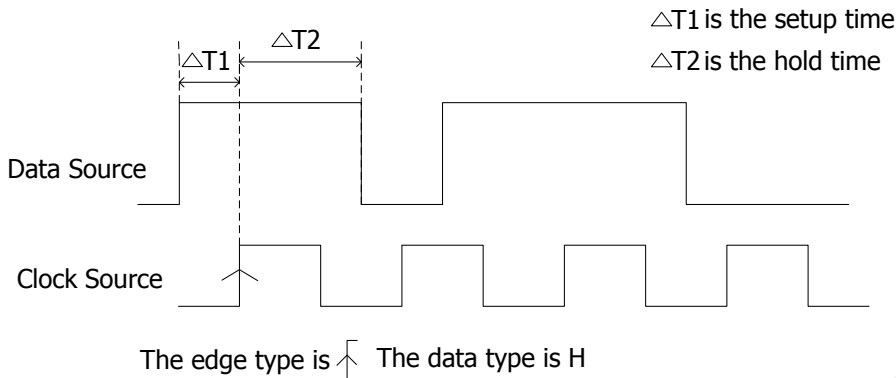 △T1 is the setup time
△T2
△T1
△T2 is the hold time
Data Source
Clock Source
The edge type is The data type is H